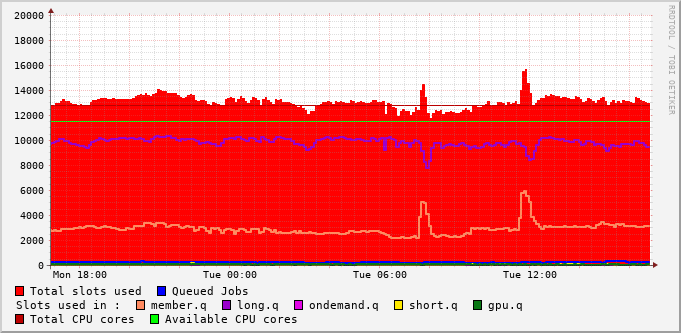 20000
18000
16000
14000
12000
10000
8000
6000
4000
2000
0
Mon 18:00 Tue 00:00 Tue 06:00 Tue 12:00
RRDTOOL / TOBI OETIKER
Total slots used Queued Jobs
Slots used in : member.q long.q ondemand.q short.q gpu.q
Total CPU cores Available CPU cores